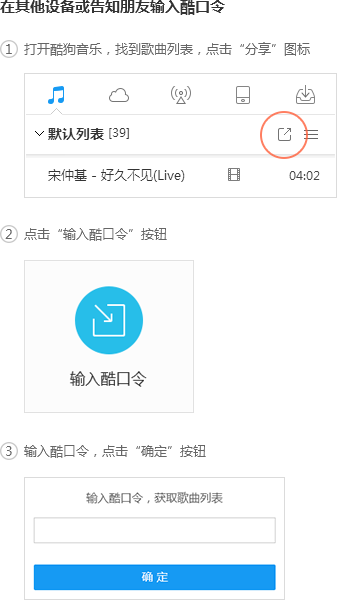 在其他设备或告知朋友输入酷口令
① 打开酷狗音乐，找到歌曲列表，点击“分享”图标
默认列表 [39]
宋仲基 - 好久不见(Live) 04:02
② 点击“输入酷口令”按钮
输入酷口令
③ 输入酷口令，点击“确定”按钮
输入酷口令，获取歌曲列表
确 定